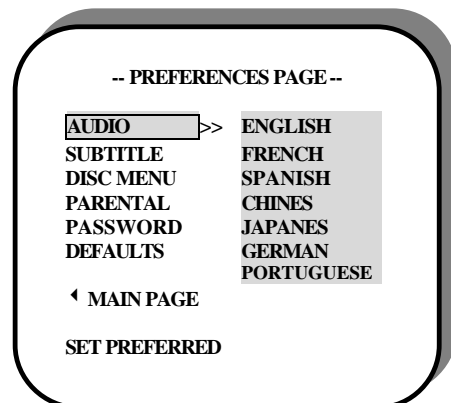 -- PREFERENCES PAGE --
AUDIO >> ENGLISH
SUBTITLE FRENCH
DISC MENU SPANISH
PARENTAL CHINES
PASSWORD JAPANES
DEFAULTS GERMAN
PORTUGUESE
MAIN PAGE
SET PREFERRED